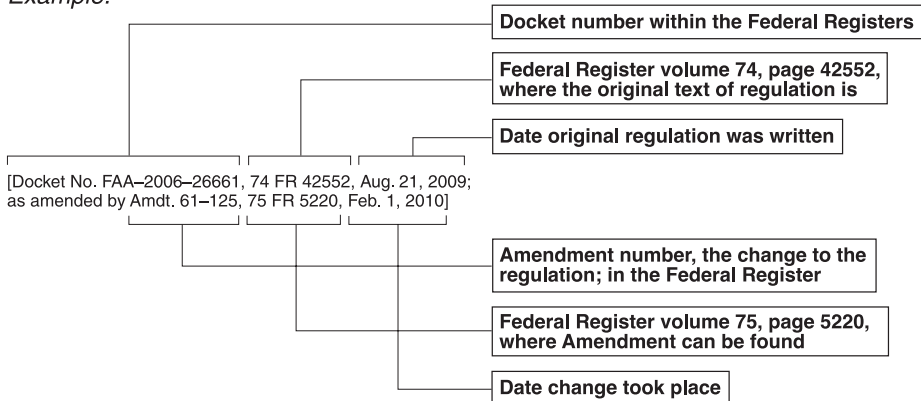 Example:
Docket number within the Federal Registers
Federal Register volume 74, page 42552,
where the original text of regulation is
Date original regulation was written
[Docket No. FAA–2006–26661, 74 FR 42552, Aug. 21, 2009;
as amended by Amdt. 61–125, 75 FR 5220, Feb. 1, 2010]
Amendment number, the change to the
regulation; in the Federal Register
Federal Register volume 75, page 5220,
where Amendment can be found
Date change took place